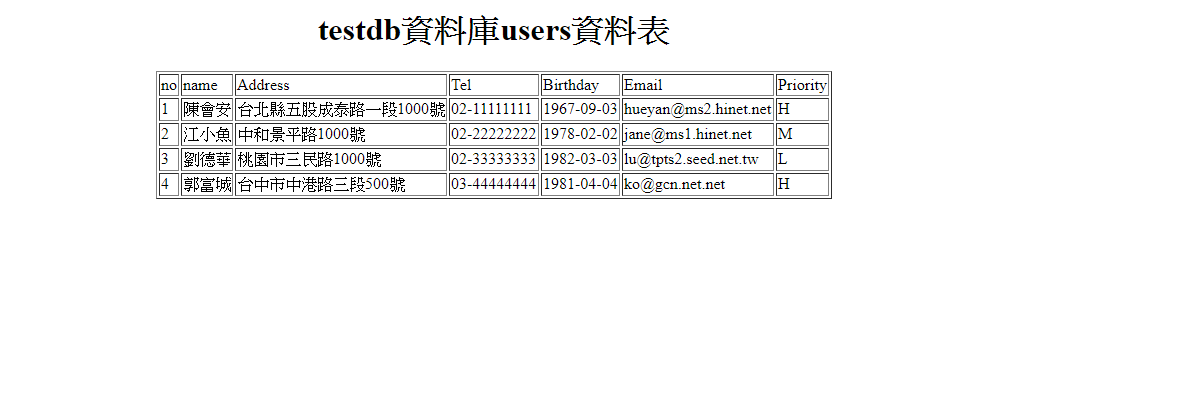 testdb資料庫users資料表
no name Address Tel Birthday Email Priority
1 陳會安 台北縣五股成泰路一段1000號 02-11111111 1967-09-03 hueyan@ms2.hinet.net H
2 江小魚 中和景平路1000號 02-22222222 1978-02-02 jane@ms1.hinet.net M
3 劉德華 桃園市三民路1000號 02-33333333 1982-03-03 lu@tpts2.seed.net.tw L
4 郭富城 台中市中港路三段500號 03-44444444 1981-04-04 ko@gcn.net.net H